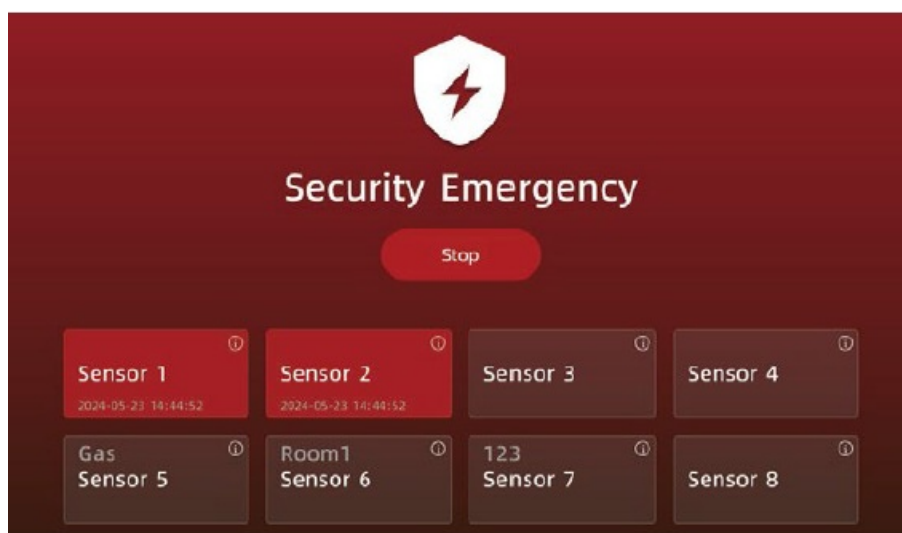 Security Emergency
Stop
Sensor 1
2024-05-23 14:44:52
Sensor 2
2024-05-23 14:44:52
Sensor 3
Sensor 4
Gas
Sensor 5
Room1
Sensor 6
123
Sensor 7
Sensor 8